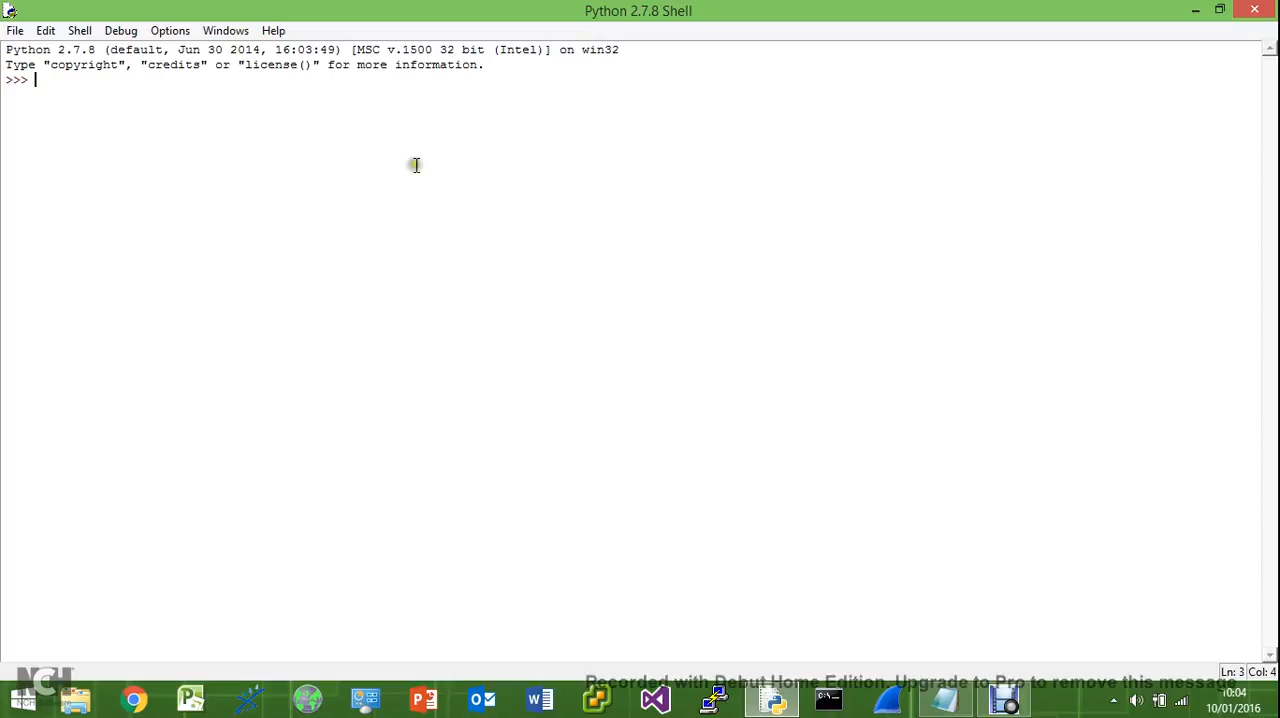 Python 2.7.8 Shell
File Edit Shell Debug Options Windows Help
Python 2.7.8 (default, Jun 30 2014, 16:03:49) [MSC v.1500 32 bit (Intel)] on win32
Type "copyright", "credits" or "license()" for more information.
>>>
Ln: 3 Col: 4
NCH
Recorded with Debut Home Edition. Upgrade to Pro to remove this message
10:04
10/01/2016